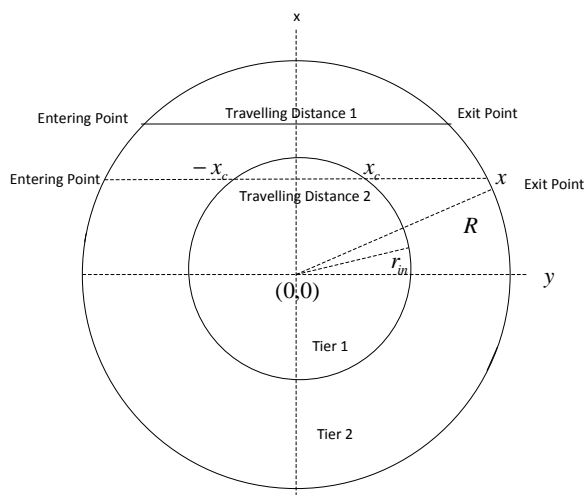 x
Travelling Distance 1
Entering Point
Exit Point
− x_c
x_c
x
Entering Point
Exit Point
Travelling Distance 2
R
r_in
y
(0,0)
Tier 1
Tier 2